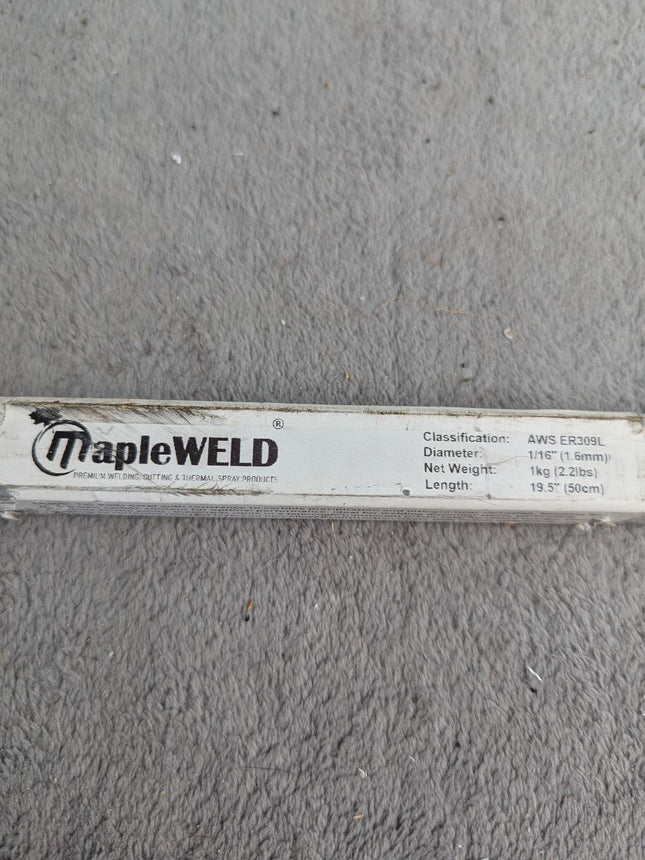 MapleWELD®
PREMIUM WELDING, CUTTING & THERMAL SPRAY PRODUCTS
Classification: AWS ER309L
Diameter: 1/16" (1.6mm)
Net Weight: 1kg (2.2lbs)
Length: 19.5" (50cm)